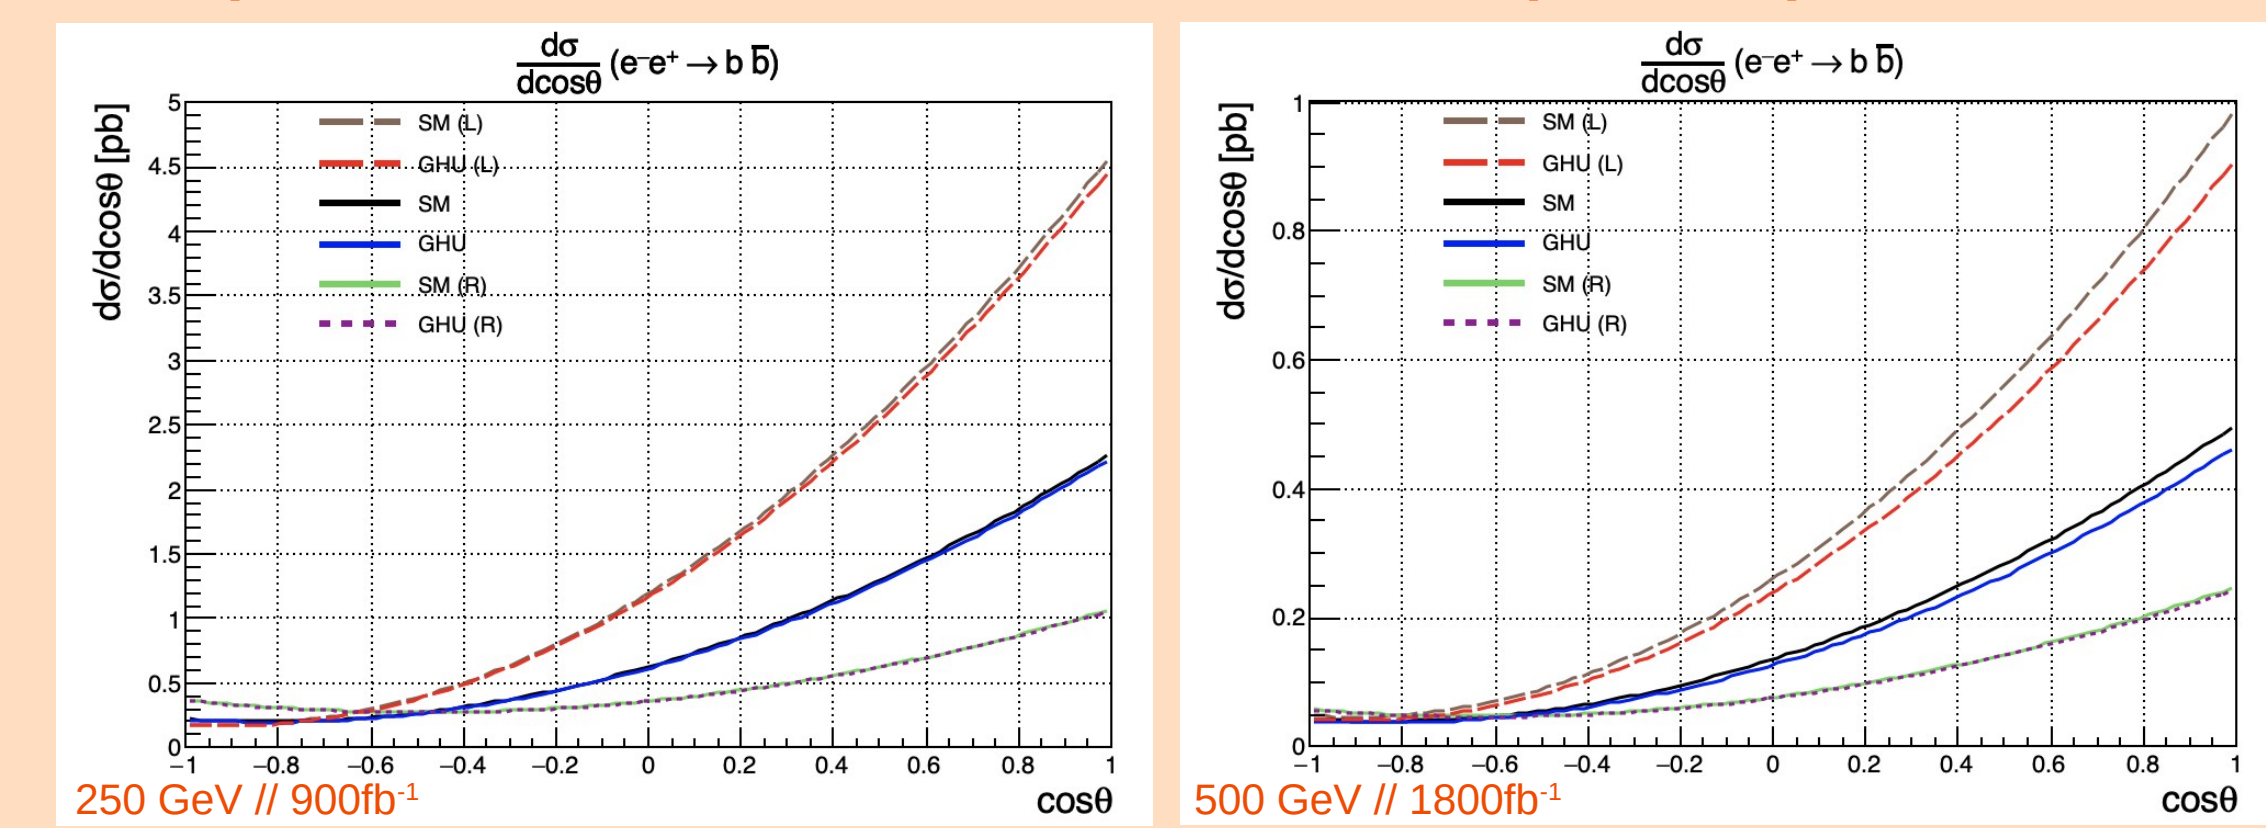 dσ
dcosθ (e⁻e⁺ → b b̅)
dσ/dcosθ [pb]
5
4.5
4
3.5
3
2.5
2
1.5
1
0.5
0
SM (L)
GHU (L)
SM
GHU
SM (R)
GHU (R)
−1 −0.8 −0.6 −0.4 −0.2 0 0.2 0.4 0.6 0.8 1
cosθ
250 GeV // 900fb⁻¹
dσ
dcosθ (e⁻e⁺ → b b̅)
dσ/dcosθ [pb]
1
0.8
0.6
0.4
0.2
0
SM (L)
GHU (L)
SM
GHU
SM (R)
GHU (R)
−1 −0.8 −0.6 −0.4 −0.2 0 0.2 0.4 0.6 0.8 1
cosθ
500 GeV // 1800fb⁻¹